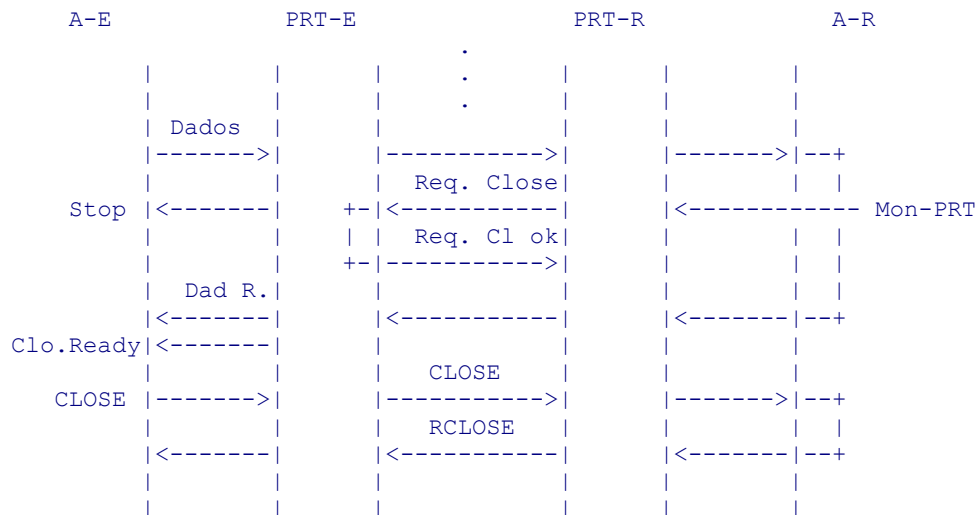 A-E PRT-E PRT-R A-R
Dados
Req. Close
Stop Mon-PRT
Req. Cl ok
Dad R.
Clo.Ready
CLOSE
CLOSE
RCLOSE